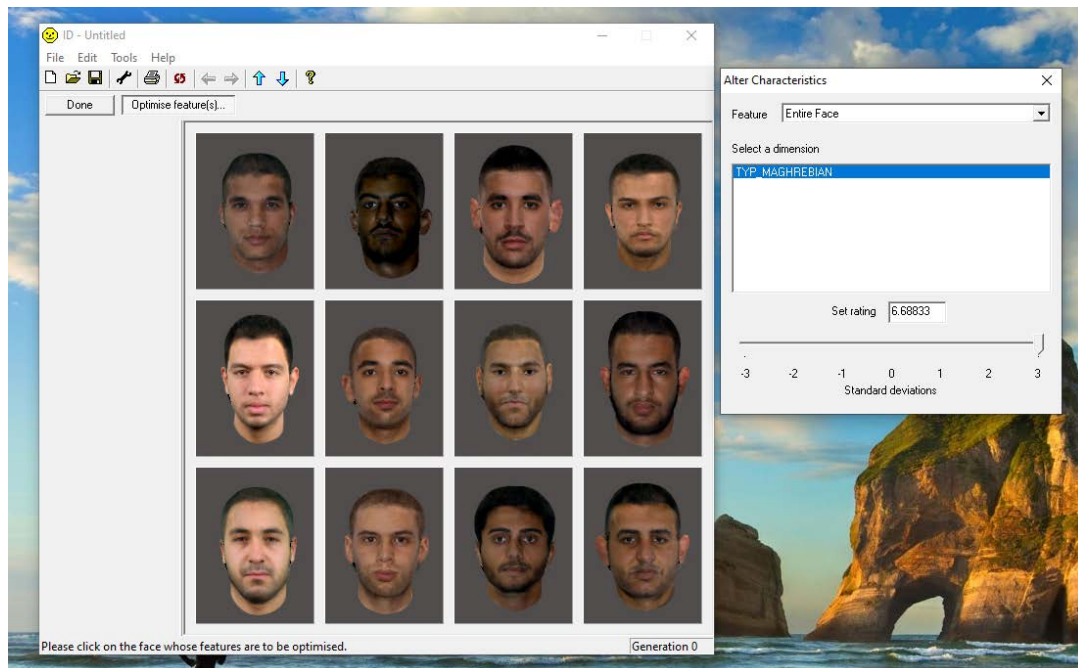 ID - Untitled
File Edit Tools Help
Done Optimise feature(s)...
Please click on the face whose features are to be optimised.
Generation 0
Alter Characteristics
Feature Entire Face
Select a dimension
TYP_MAGHREBIAN
Set rating 6.68833
-3 -2 -1 0 1 2 3
Standard deviations